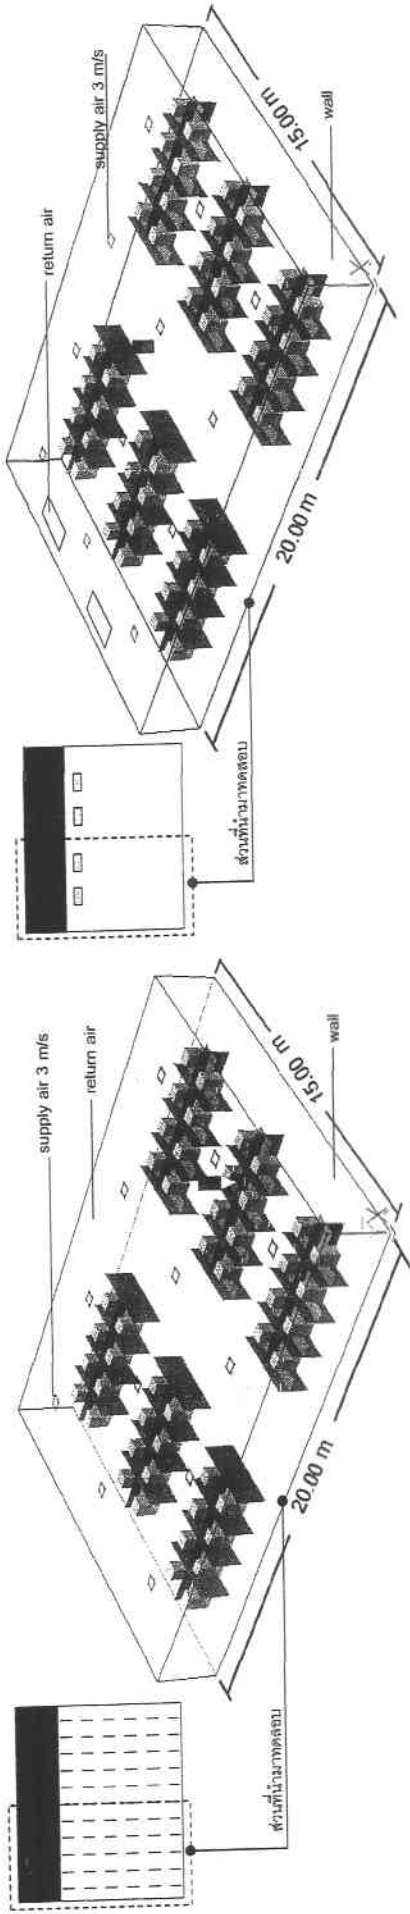 supply air 3 m/s
return air
15.00 m
wall
20.00 m
ส่วนที่นำมาทดสอบ
supply air 3 m/s
return air
15.00 m
wall
20.00 m
ส่วนที่นำมาทดสอบ